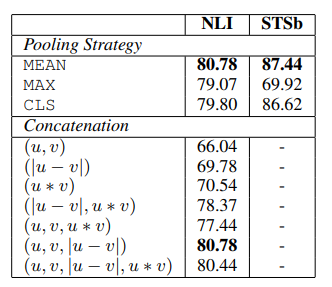 NLI STSb
Pooling Strategy
MEAN 80.78 87.44
MAX 79.07 69.92
CLS 79.80 86.62
Concatenation
(u, v) 66.04 -
(|u − v|) 69.78 -
(u ∗ v) 70.54 -
(|u − v|, u ∗ v) 78.37 -
(u, v, u ∗ v) 77.44 -
(u, v, |u − v|) 80.78 -
(u, v, |u − v|, u ∗ v) 80.44 -